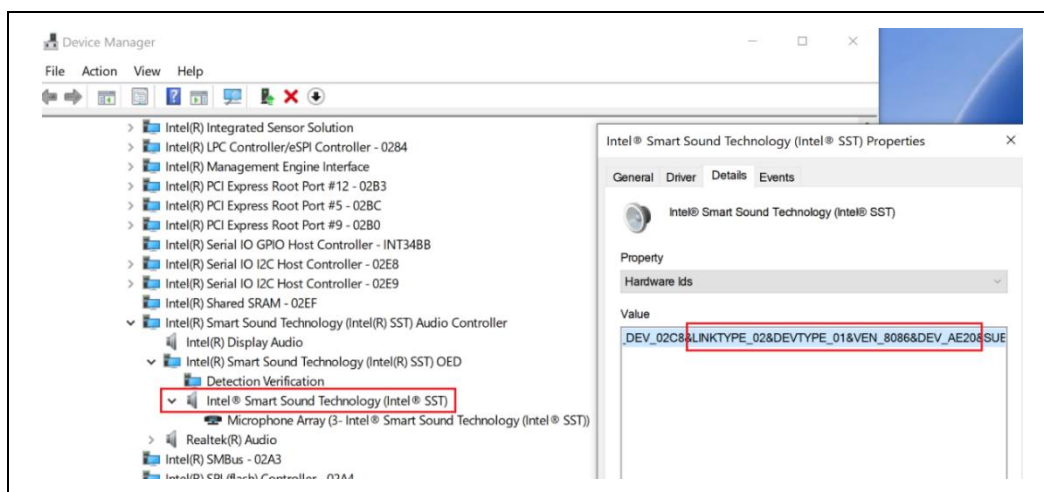 Device Manager
File Action View Help
Intel(R) Integrated Sensor Solution
Intel(R) LPC Controller/eSPI Controller - 0284
Intel(R) Management Engine Interface
Intel(R) PCI Express Root Port #12 - 02B3
Intel(R) PCI Express Root Port #5 - 02BC
Intel(R) PCI Express Root Port #9 - 02B0
Intel(R) Serial IO GPIO Host Controller - INT34BB
Intel(R) Serial IO I2C Host Controller - 02E8
Intel(R) Serial IO I2C Host Controller - 02E9
Intel(R) Shared SRAM - 02EF
Intel(R) Smart Sound Technology (Intel(R) SST) Audio Controller
Intel(R) Display Audio
Intel(R) Smart Sound Technology (Intel(R) SST) OED
Detection Verification
Intel® Smart Sound Technology (Intel® SST)
Microphone Array (3- Intel® Smart Sound Technology (Intel® SST))
Realtek(R) Audio
Intel(R) SMBus - 02A3
Intel(R) SPI (flash) Controller - 02A4
Intel® Smart Sound Technology (Intel® SST) Properties
General Driver Details Events
Intel® Smart Sound Technology (Intel® SST)
Property
Hardware Ids
Value
_DEV_02C8&LINKTYPE_02&DEVTYPE_01&VEN_8086&DEV_AE20&SUE